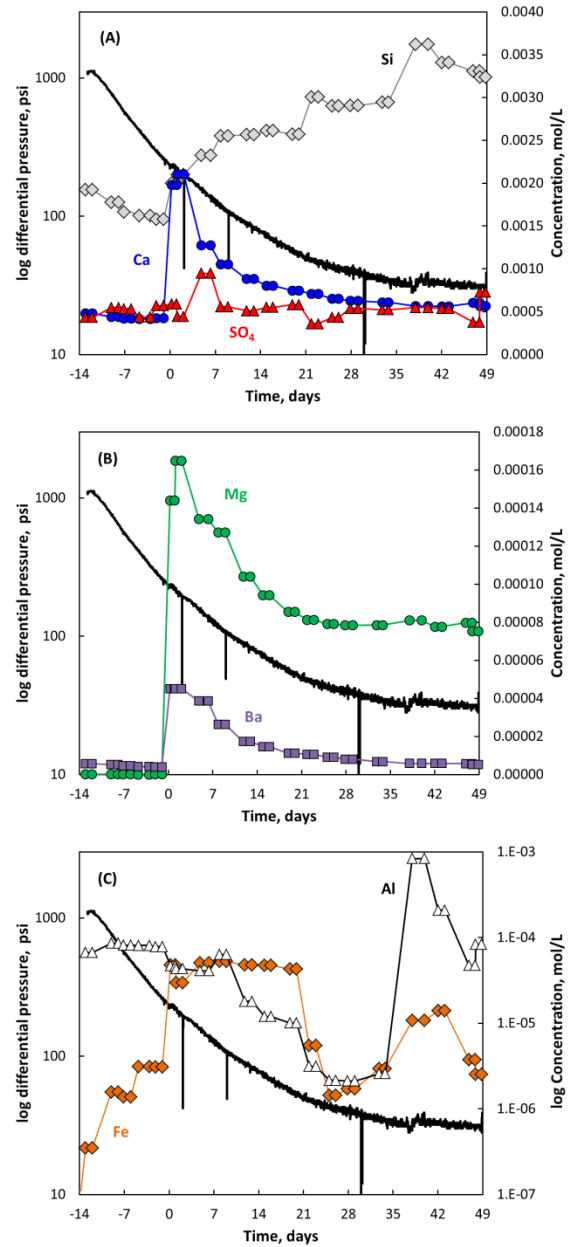 (A)
Si
Ca
SO₄
1000
100
10
log differential pressure, psi
0.0040
0.0035
0.0030
0.0025
0.0020
0.0015
0.0010
0.0005
0.0000
Concentration, mol/L
-14 -7 0 7 14 21 28 35 42 49
Time, days
(B)
Mg
Ba
1000
100
10
log differential pressure, psi
0.00018
0.00016
0.00014
0.00012
0.00010
0.00008
0.00006
0.00004
0.00002
0.00000
Concentration, mol/L
-14 -7 0 7 14 21 28 35 42 49
Time, days
(C)
Al
Fe
1000
100
10
log differential pressure, psi
1.E-03
1.E-04
1.E-05
1.E-06
1.E-07
log Concentration, mol/L
-14 -7 0 7 14 21 28 35 42 49
Time, days